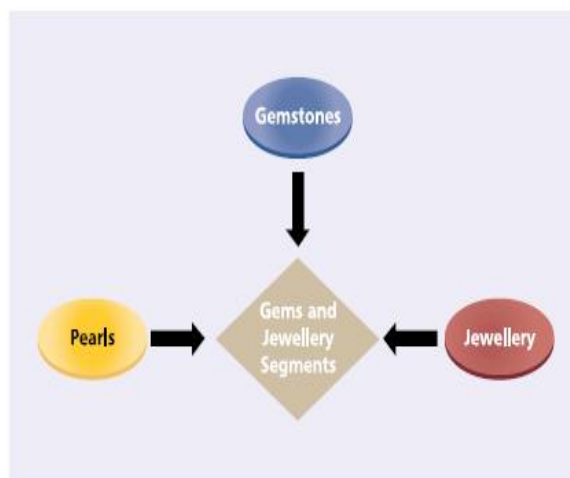 Gemstones
Gems and
Jewellery
Segments
Pearls
Jewellery